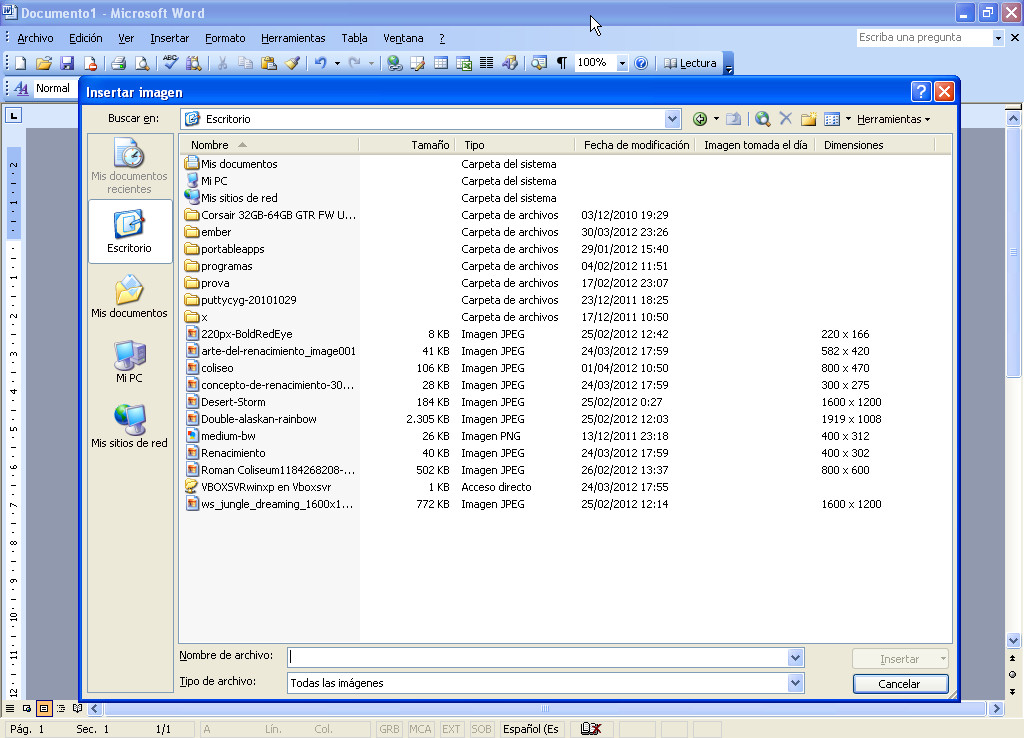 Documento1 - Microsoft Word
Archivo Edición Ver Insertar Formato Herramientas Tabla Ventana ? Escriba una pregunta
100% Lectura
Normal
Insertar imagen
Buscar en: Escritorio Herramientas
Nombre Tamaño Tipo Fecha de modificación Imagen tomada el día Dimensiones
Mis documentos Carpeta del sistema
Mi PC Carpeta del sistema
Mis sitios de red Carpeta del sistema
Corsair 32GB-64GB GTR FW U... Carpeta de archivos 03/12/2010 19:29
ember Carpeta de archivos 30/03/2012 23:26
portableapps Carpeta de archivos 29/01/2012 15:40
programas Carpeta de archivos 04/02/2012 11:51
prova Carpeta de archivos 17/02/2012 23:07
puttycyg-20101029 Carpeta de archivos 23/12/2011 18:25
x Carpeta de archivos 17/12/2011 10:50
220px-BoldRedEye 8 KB Imagen JPEG 25/02/2012 12:42 220 x 166
arte-del-renacimiento_image001 41 KB Imagen JPEG 24/03/2012 17:59 582 x 420
coliseo 106 KB Imagen JPEG 01/04/2012 10:50 800 x 470
concepto-de-renacimiento-30... 28 KB Imagen JPEG 24/03/2012 17:59 300 x 275
Desert-Storm 184 KB Imagen JPEG 25/02/2012 0:27 1600 x 1200
Double-alaskan-rainbow 2.305 KB Imagen JPEG 25/02/2012 12:03 1919 x 1008
medium-bw 26 KB Imagen PNG 13/12/2011 23:18 400 x 312
Renacimiento 40 KB Imagen JPEG 24/03/2012 17:59 400 x 302
Roman Coliseum1184268208-... 502 KB Imagen JPEG 26/02/2012 13:37 800 x 600
VBOXSVRwinxp en Vboxsvr 1 KB Acceso directo 24/03/2012 17:55
ws_jungle_dreaming_1600x1... 772 KB Imagen JPEG 25/02/2012 12:14 1600 x 1200
Mis documentos
recientes
Escritorio
Mis documentos
Mi PC
Mis sitios de red
Nombre de archivo: Insertar
Tipo de archivo: Todas las imágenes Cancelar
2 1 1 2 3 4 5 6 7 8 9 10 11 12
Pág. 1 Sec. 1 1/1 A Lín. Col. GRB MCA EXT SOB Español (Es